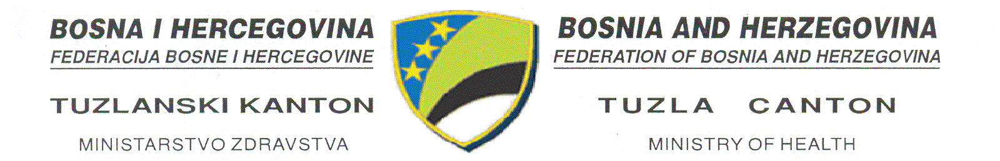 BOSNA I HERCEGOVINA
FEDERACIJA BOSNE I HERCEGOVINE
TUZLANSKI KANTON
MINISTARSTVO ZDRAVSTVA
BOSNIA AND HERZEGOVINA
FEDERATION OF BOSNIA AND HERZEGOVINA
TUZLA CANTON
MINISTRY OF HEALTH